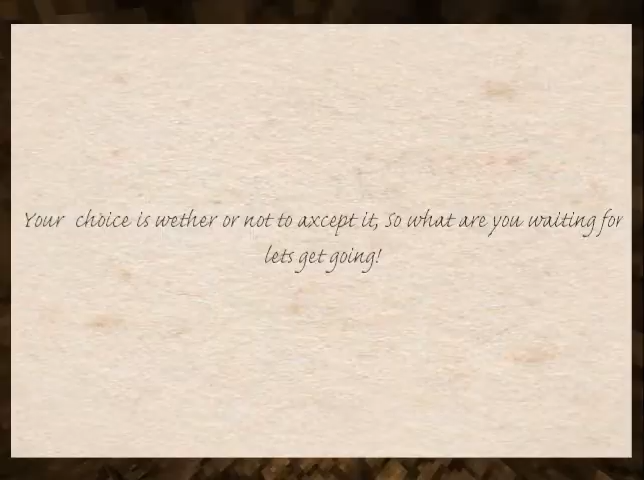 Your choice is wether or not to axcept it, so what are you waiting for
lets get going!